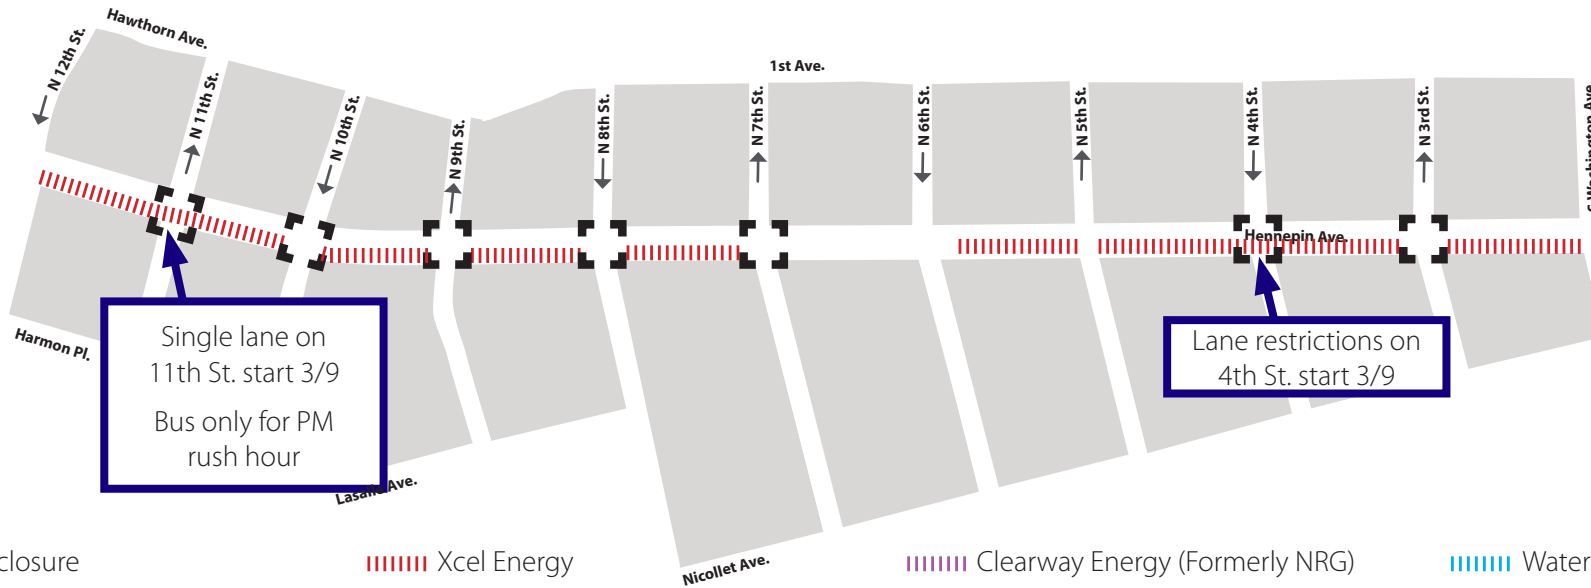 Hawthorn Ave.
N 12th St.
N 11th St.
N 10th St.
N 9th St.
N 8th St.
1st Ave.
N 7th St.
N 6th St.
N 5th St.
N 4th St.
N 3rd St.
Washington Ave.
Hennepin Ave.
Harmon Pl.
Single lane on
11th St. start 3/9
Bus only for PM
rush hour
Lane restrictions on
4th St. start 3/9
Lasalle Ave.
Nicollet Ave.
closure
Xcel Energy
Clearway Energy (Formerly NRG)
Water